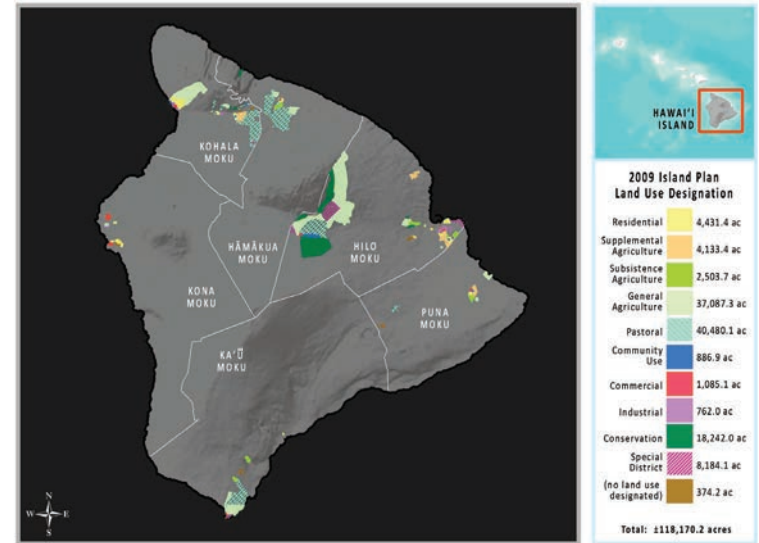 KOHALA
MOKU
HĀMĀKUA
MOKU
HILO
MOKU
KONA
MOKU
PUNA
MOKU
KAʻŪ
MOKU
N
W E
S
HAWAIʻI
ISLAND
2009 Island Plan
Land Use Designation
Residential 4,431.4 ac
Supplemental
Agriculture 4,133.4 ac
Subsistence
Agriculture 2,503.7 ac
General
Agriculture 37,087.3 ac
Pastoral 40,480.1 ac
Community
Use 886.9 ac
Commercial 1,085.1 ac
Industrial 762.0 ac
Conservation 18,242.0 ac
Special
District 8,184.1 ac
(no land use
designated) 374.2 ac
Total: ±118,170.2 acres